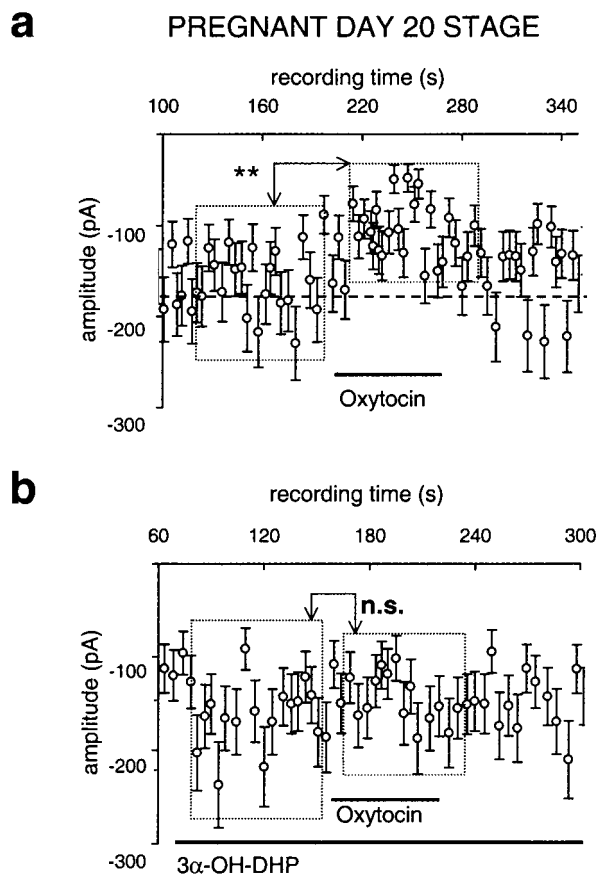 a PREGNANT DAY 20 STAGE
recording time (s)
100 160 220 280 340
**
amplitude (pA)
-100
-200
-300
Oxytocin
b
recording time (s)
60 120 180 240 300
n.s.
amplitude (pA)
-100
-200
-300
Oxytocin
3α-OH-DHP